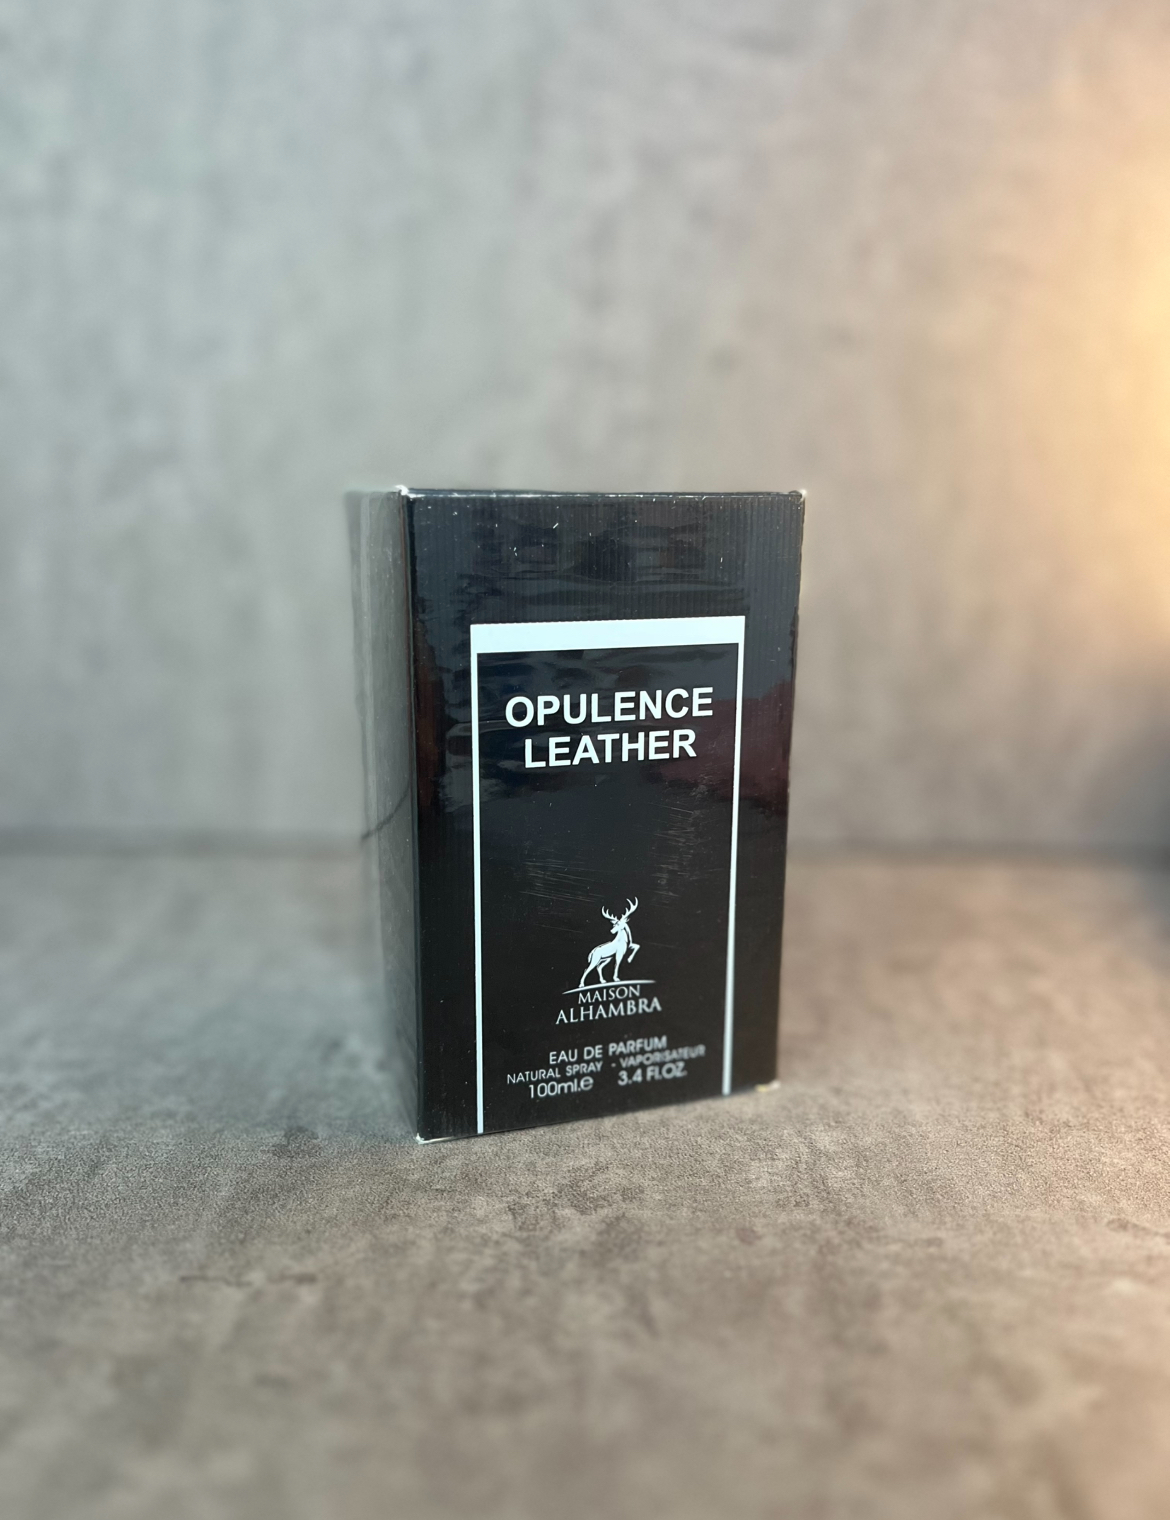 OPULENCE
LEATHER
MAISON
ALHAMBRA
EAU DE PARFUM
NATURAL SPRAY - VAPORISATEUR
100ml.e 3.4 Fl.OZ.